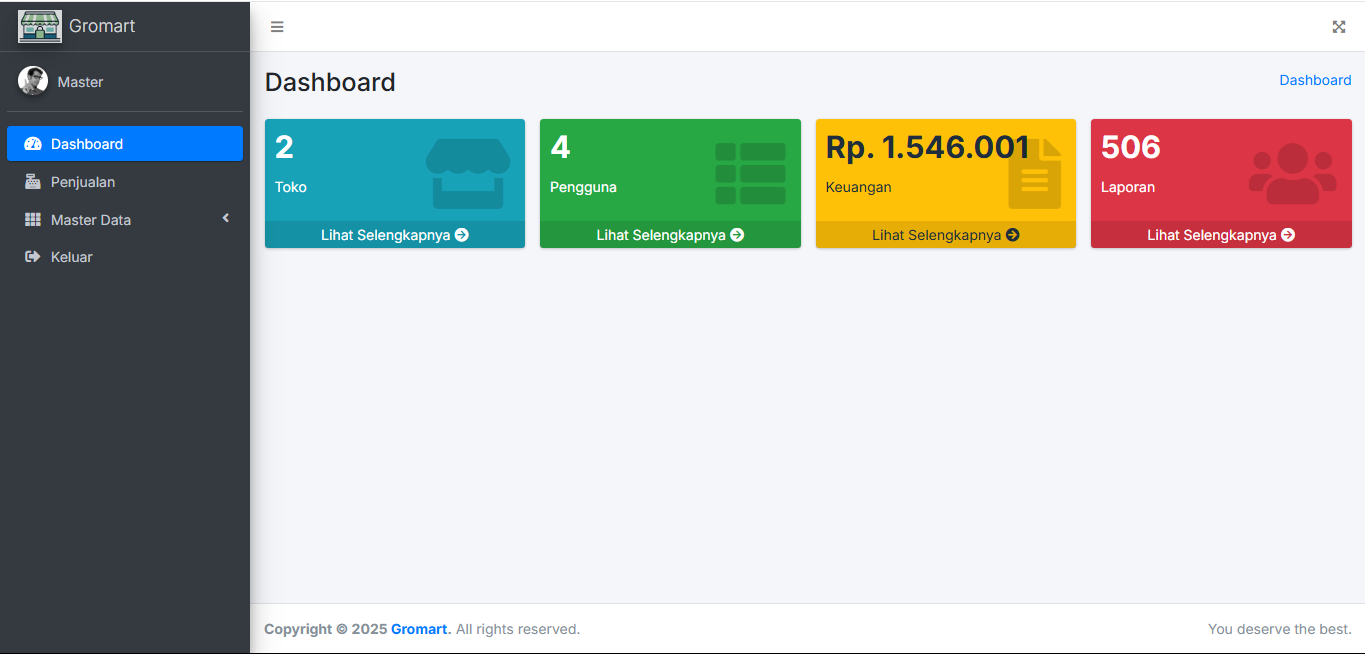 Gromart
Master
Dashboard
Penjualan
Master Data
Keluar
Dashboard
Dashboard
2
Toko
Lihat Selengkapnya
4
Pengguna
Lihat Selengkapnya
Rp. 1.546.001
Keuangan
Lihat Selengkapnya
506
Laporan
Lihat Selengkapnya
Copyright © 2025 Gromart. All rights reserved.
You deserve the best.